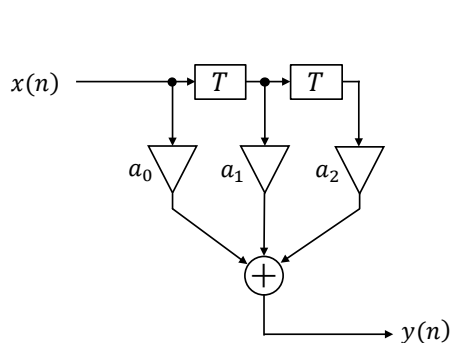 x(n) T T
a₀ a₁ a₂
+
y(n)